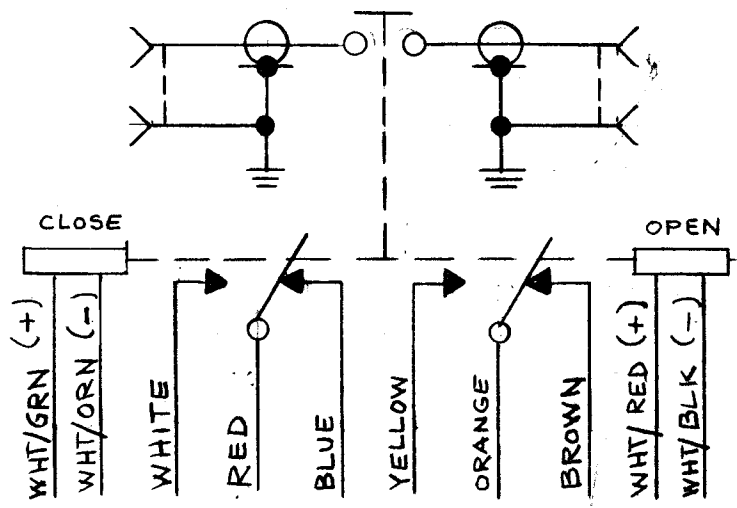 CLOSE
OPEN
WHT/GRN (+)
WHT/ORN (-)
WHITE
RED
BLUE
YELLOW
ORANGE
BROWN
WHT/RED (+)
WHT/BLK (-)